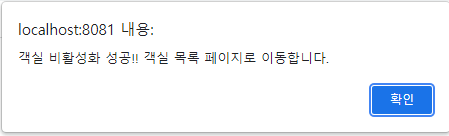 localhost:8081 내용:
객실 비활성화 성공!! 객실 목록 페이지로 이동합니다.
확인